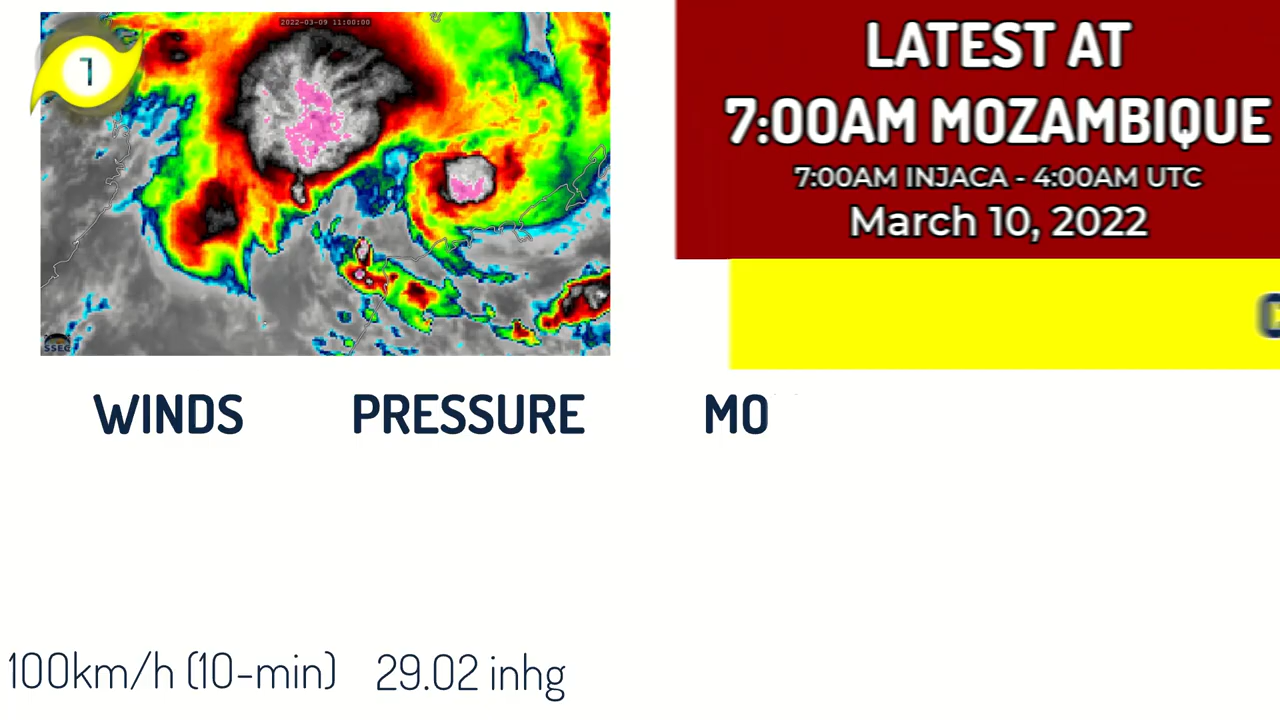 2022-03-09 11:00:00
1
SSEC
LATEST AT
7:00AM MOZAMBIQUE
7:00AM INJACA - 4:00AM UTC
March 10, 2022
WINDS
PRESSURE
MO
100km/h (10-min)
29.02 inhg